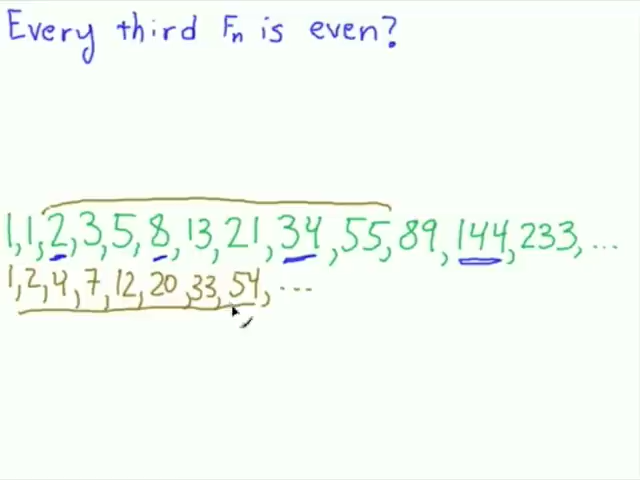 Every third Fn is even?
1, 1, 2, 3, 5, 8, 13, 21, 34, 55, 89, 144, 233, ...
1, 2, 4, 7, 12, 20, 33, 54, ...